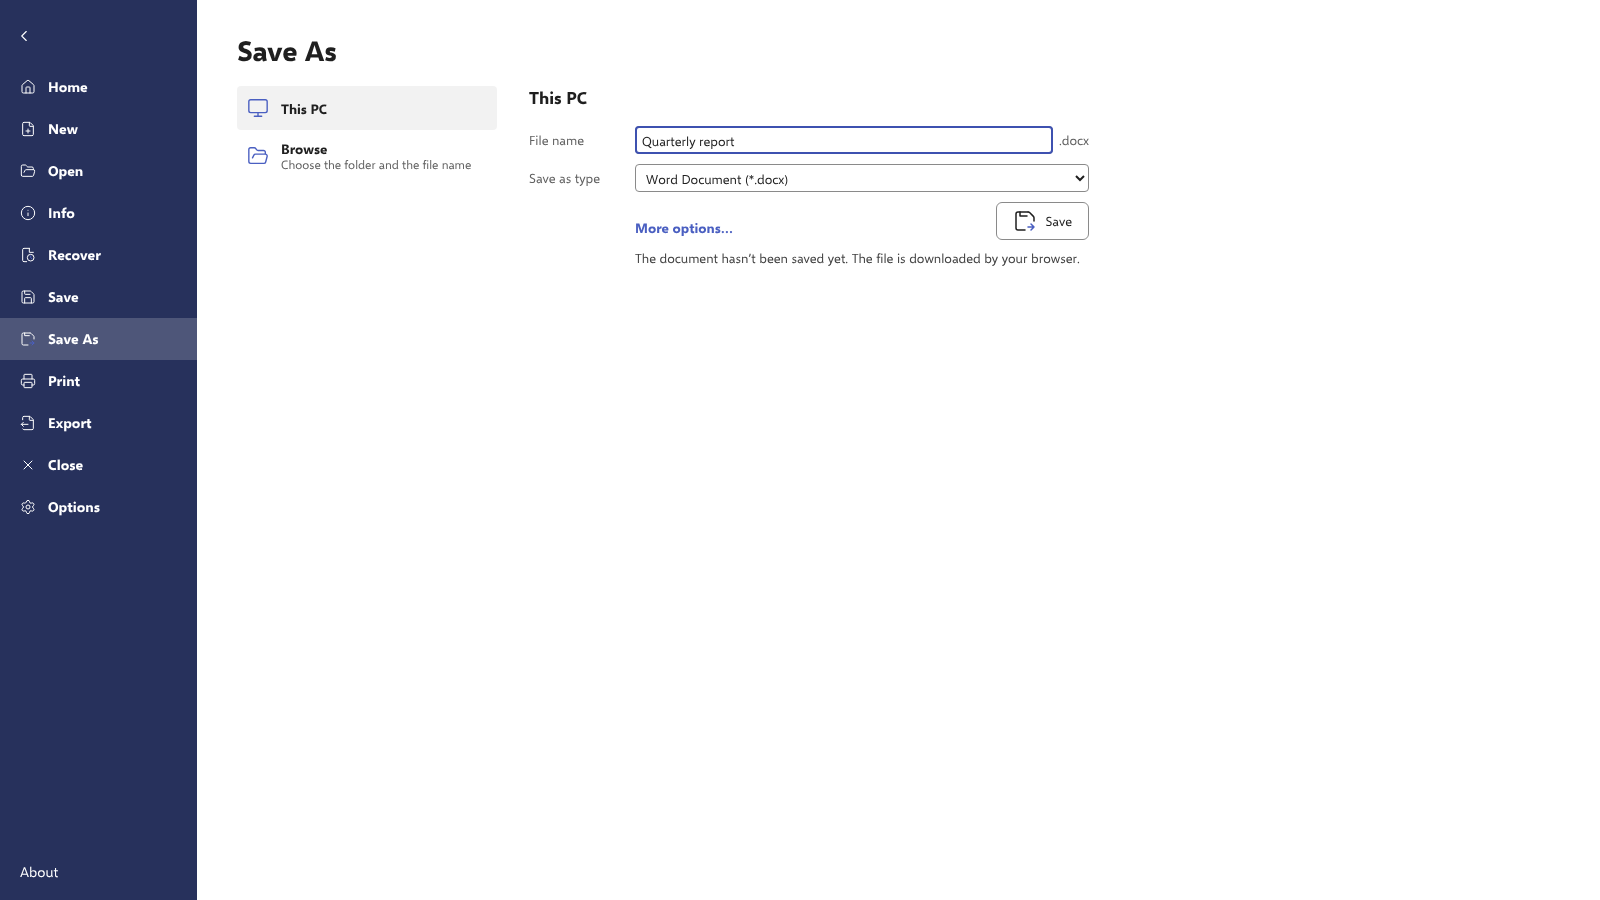 Home
New
Open
Info
Recover
Save
Save As
Print
Export
Close
Options
About
Save As
This PC
Browse
Choose the folder and the file name
This PC
File name
Quarterly report
.docx
Save as type
Word Document (*.docx)
More options...
Save
The document hasn't been saved yet. The file is downloaded by your browser.